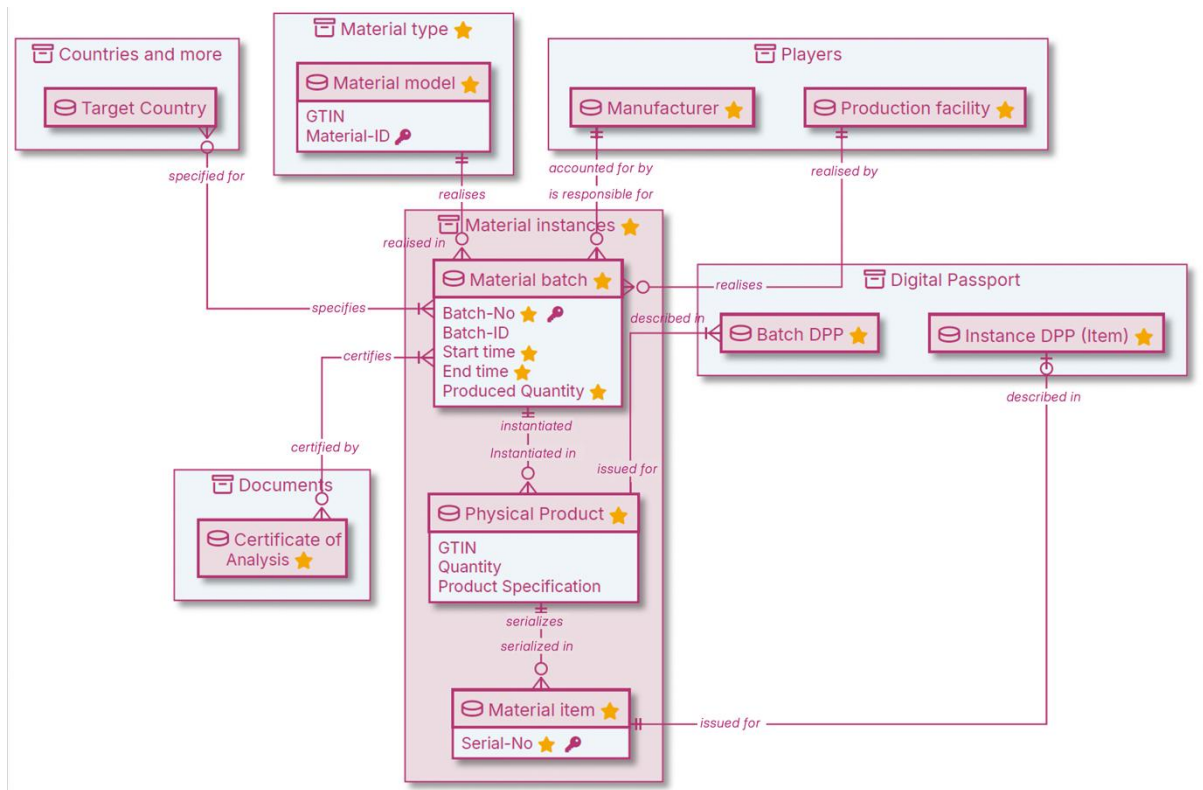 Countries and more
Target Country
specified for
Material type
Material model
GTIN
Material-ID
realises
realised in
Players
Manufacturer
Production facility
accounted for by
is responsible for
realised by
Material instances
Material batch
Batch-No
Batch-ID
Start time
End time
Produced Quantity
specifies
certifies
realises
described in
Digital Passport
Batch DPP
Instance DPP (Item)
described in
instantiated
Instantiated in
issued for
certified by
Documents
Certificate of
Analysis
Physical Product
GTIN
Quantity
Product Specification
serializes
serialized in
Material item
Serial-No
issued for